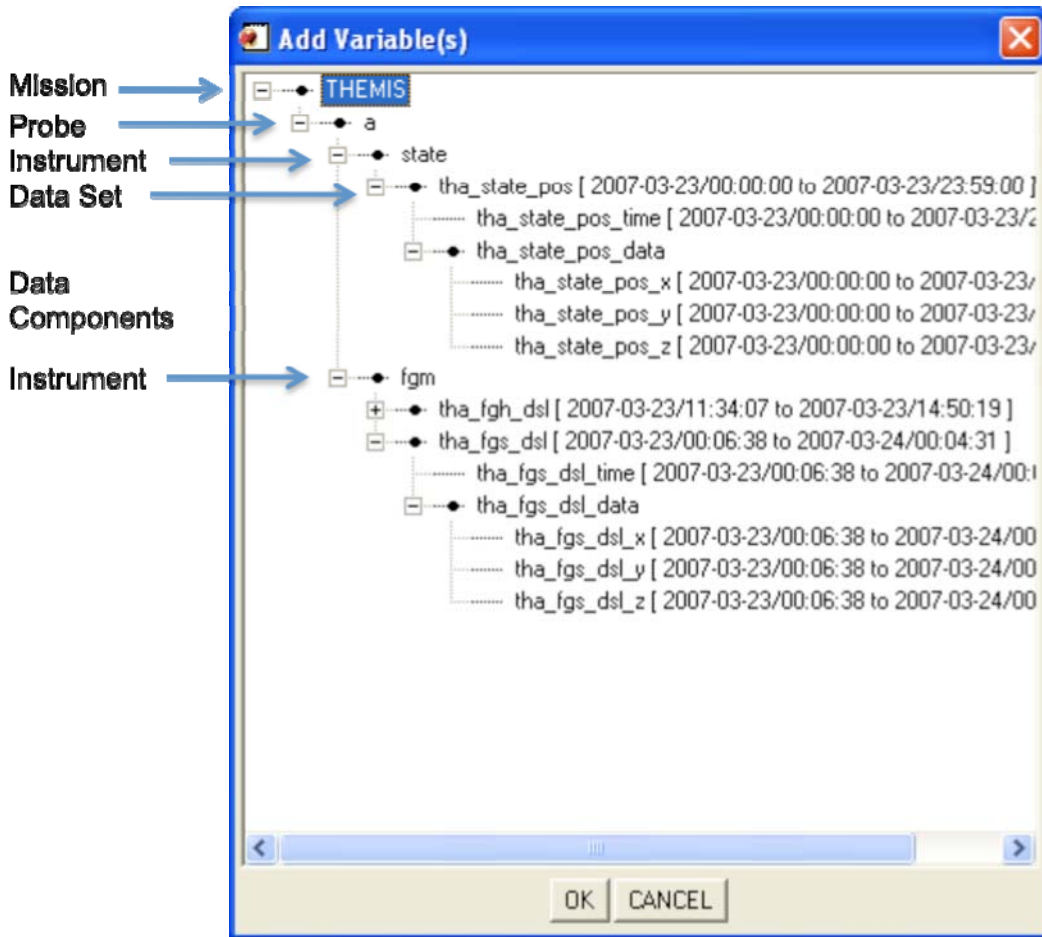 Add Variable(s)
Mission
THEMIS
Probe
a
Instrument
state
Data Set
tha_state_pos [ 2007-03-23/00:00:00 to 2007-03-23/23:59:00 ]
tha_state_pos_time [ 2007-03-23/00:00:00 to 2007-03-23/2
tha_state_pos_data
Data
Components
tha_state_pos_x [ 2007-03-23/00:00:00 to 2007-03-23/
tha_state_pos_y [ 2007-03-23/00:00:00 to 2007-03-23/
tha_state_pos_z [ 2007-03-23/00:00:00 to 2007-03-23/
Instrument
fgm
tha_fgh_dsl [ 2007-03-23/11:34:07 to 2007-03-23/14:50:19 ]
tha_fgs_dsl [ 2007-03-23/00:06:38 to 2007-03-24/00:04:31 ]
tha_fgs_dsl_time [ 2007-03-23/00:06:38 to 2007-03-24/00:
tha_fgs_dsl_data
tha_fgs_dsl_x [ 2007-03-23/00:06:38 to 2007-03-24/00
tha_fgs_dsl_y [ 2007-03-23/00:06:38 to 2007-03-24/00
tha_fgs_dsl_z [ 2007-03-23/00:06:38 to 2007-03-24/00
OK
CANCEL